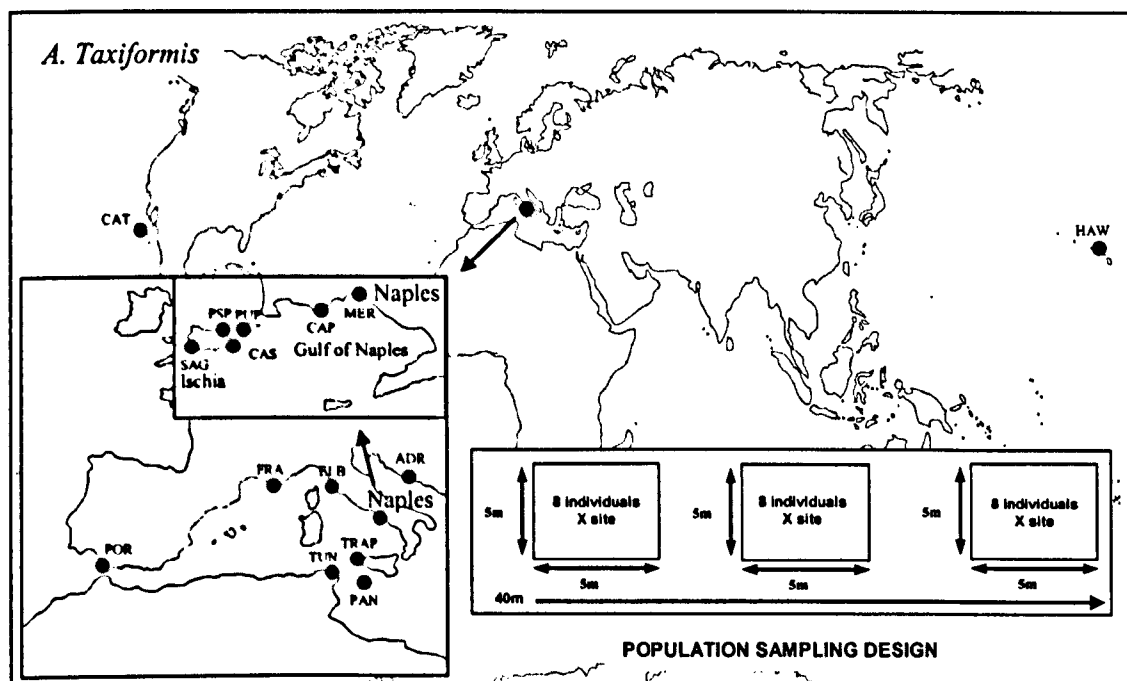 A. Taxiformis
CAT
HAW
Naples
PSP
CAP
MER
CAS
Gulf of Naples
SAG
Ischia
FRA
ADR
Naples
POR
TUN
TRAP
PAN
8 individuals
X site
5m
5m
8 individuals
X site
5m
5m
8 individuals
X site
5m
5m
40m
POPULATION SAMPLING DESIGN